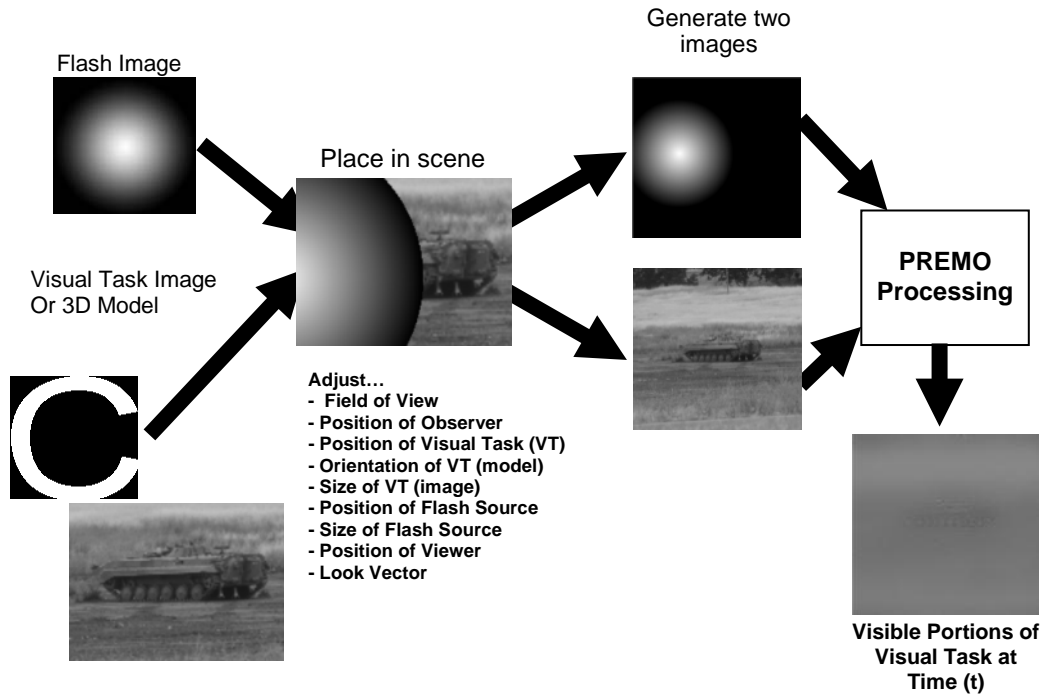 Flash Image
Visual Task Image
Or 3D Model
Place in scene
Adjust…
- Field of View
- Position of Observer
- Position of Visual Task (VT)
- Orientation of VT (model)
- Size of VT (image)
- Position of Flash Source
- Size of Flash Source
- Position of Viewer
- Look Vector
Generate two
images
PREMO
Processing
Visible Portions of
Visual Task at
Time (t)